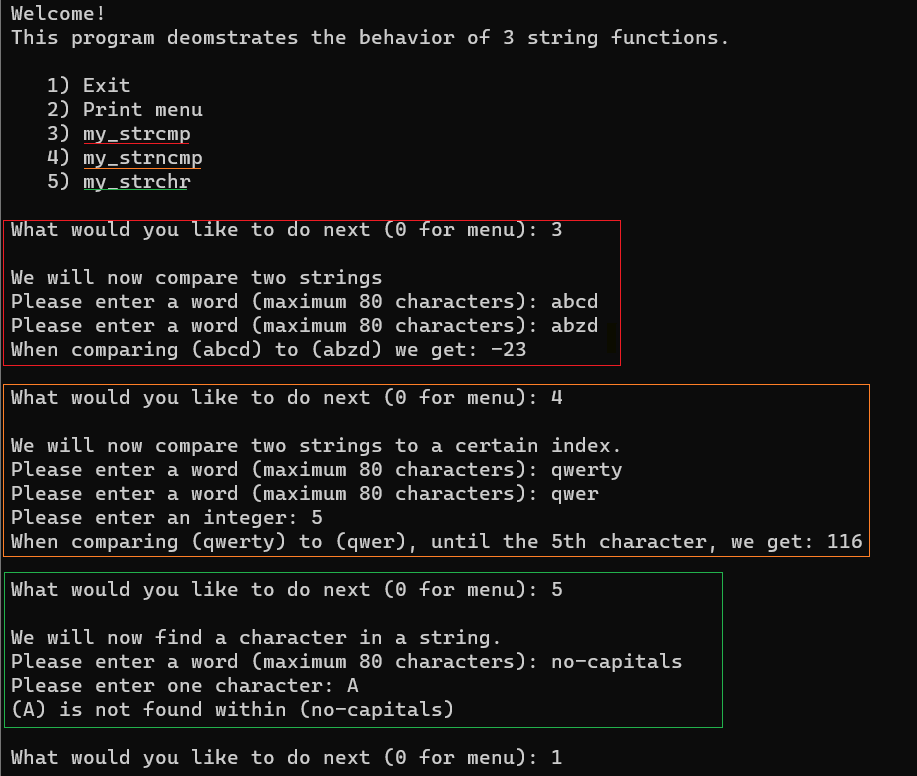 Welcome!
This program deomstrates the behavior of 3 string functions.
1) Exit
2) Print menu
3) my_strcmp
4) my_strncmp
5) my_strchr
What would you like to do next (0 for menu): 3
We will now compare two strings
Please enter a word (maximum 80 characters): abcd
Please enter a word (maximum 80 characters): abzd
When comparing (abcd) to (abzd) we get: -23
What would you like to do next (0 for menu): 4
We will now compare two strings to a certain index.
Please enter a word (maximum 80 characters): qwerty
Please enter a word (maximum 80 characters): qwer
Please enter an integer: 5
When comparing (qwerty) to (qwer), until the 5th character, we get: 116
What would you like to do next (0 for menu): 5
We will now find a character in a string.
Please enter a word (maximum 80 characters): no-capitals
Please enter one character: A
(A) is not found within (no-capitals)
What would you like to do next (0 for menu): 1